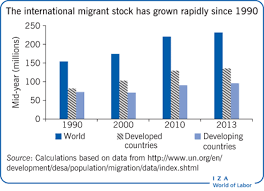 The international migrant stock has grown rapidly since 1990
Mid-year (millions)
250
200
150
100
50
0
1990
2000
2010
2013
World
Developed countries
Developing countries
Source: Calculations based on data from http://www.un.org/en/
development/desa/population/migration/data/index.shtml
I Z A
World of Labor